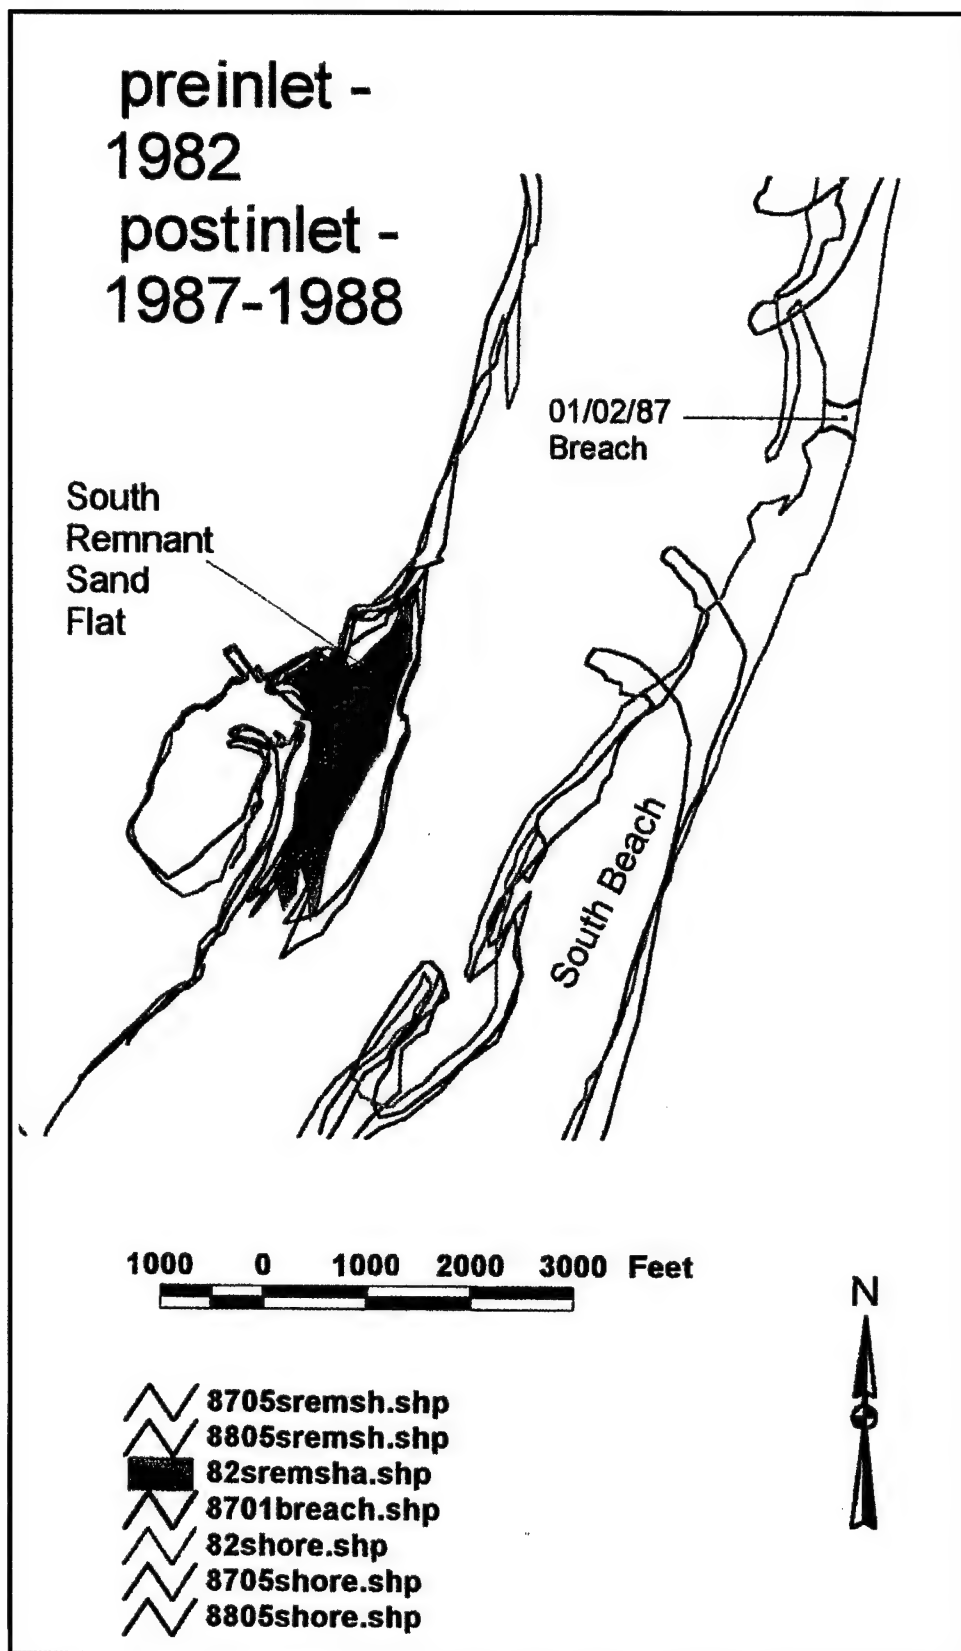 preinlet -
1982
postinlet -
1987-1988
01/02/87
Breach
South
Remnant
Sand
Flat
South Beach
1000 0 1000 2000 3000 Feet
N
8705sremsh.shp
8805sremsh.shp
82sremsha.shp
8701breach.shp
82shore.shp
8705shore.shp
8805shore.shp